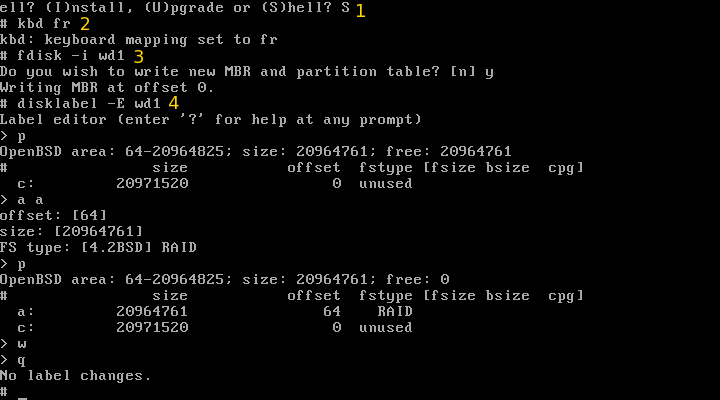 ell? (I)nstall, (U)pgrade or (S)hell? S 1
# kbd fr 2
kbd: keyboard mapping set to fr
# fdisk -i wd1 3
Do you wish to write new MBR and partition table? [n] y
Writing MBR at offset 0.
# disklabel -E wd1 4
Label editor (enter '?' for help at any prompt)
> p
OpenBSD area: 64-20964825; size: 20964761; free: 20964761
#                size           offset  fstype [fsize bsize  cpg]
  c:         20971520                0  unused
> a a
offset: [64]
size: [20964761]
FS type: [4.2BSD] RAID
> p
OpenBSD area: 64-20964825; size: 20964761; free: 0
#                size           offset  fstype [fsize bsize  cpg]
  a:         20964761               64    RAID
  c:         20971520                0  unused
> w
> q
No label changes.
# _